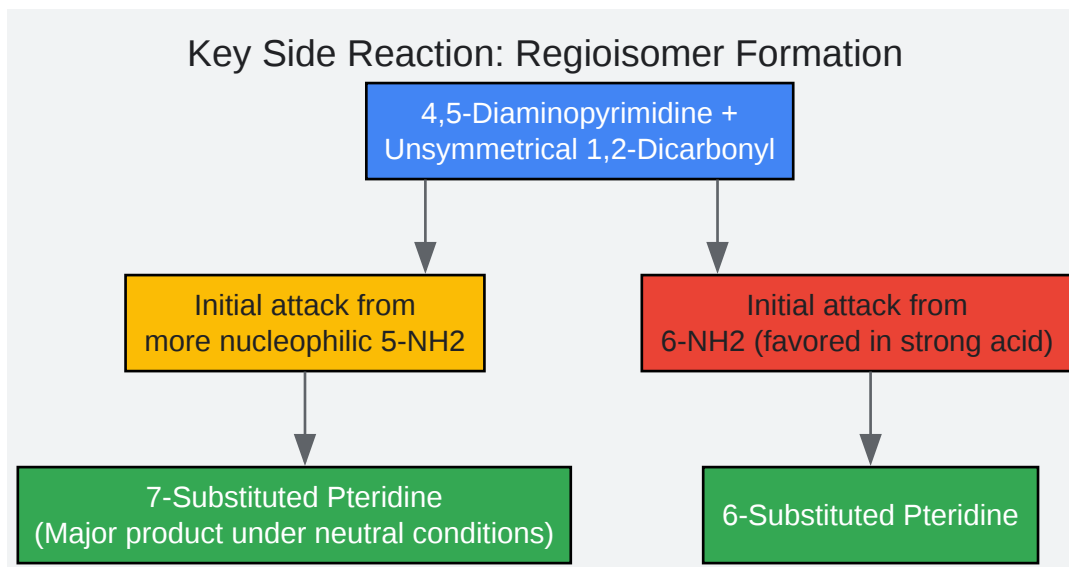 Key Side Reaction: Regioisomer Formation
4,5-Diaminopyrimidine +
Unsymmetrical 1,2-Dicarbonyl
Initial attack from
more nucleophilic 5-NH2
Initial attack from
6-NH2 (favored in strong acid)
7-Substituted Pteridine
(Major product under neutral conditions)
6-Substituted Pteridine